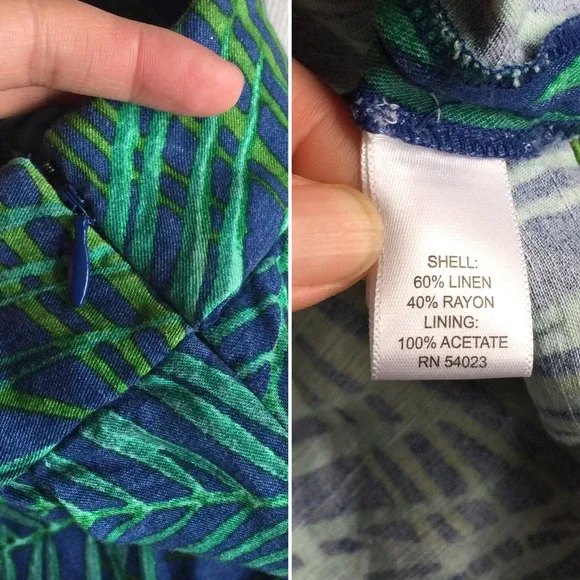 SHELL:
60% LINEN
40% RAYON
LINING:
100% ACETATE
RN 54023